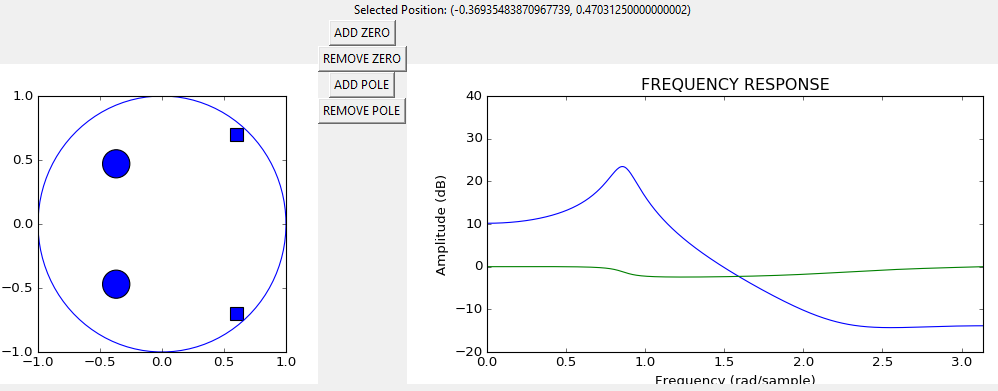 Selected Position: (-0.36935483870967739, 0.47031250000000002)
ADD ZERO
REMOVE ZERO
ADD POLE
REMOVE POLE
1.0
0.5
0.0
−0.5
−1.0
−1.0 −0.5 0.0 0.5 1.0
FREQUENCY RESPONSE
40
30
20
10
0
−10
−20
Amplitude (dB)
0.0 0.5 1.0 1.5 2.0 2.5 3.0
Frequency (rad/sample)